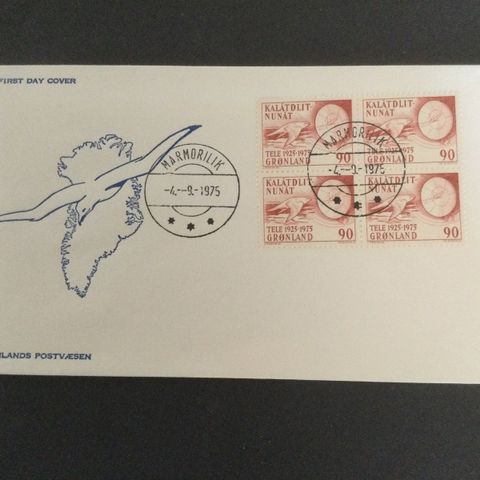 FIRST DAY COVER
MARMORILIK
-4.-9.-1975
KALÂTDLIT-
NUNÂT
90
TELE 1925-1975
GRØNLAND
KALÂTDLIT-
NUNÂT
TELE 1925-1975
GRØNLAND 90
MARMORILIK
-4.-9.-1975
KALÂTDLIT-
NUNÂT
TELE 1925-1975
GRØNLAND 90
KALÂTDLIT-
NUNÂT
TELE 1925-1975
GRØNLAND 90
LANDS POSTVÆSEN